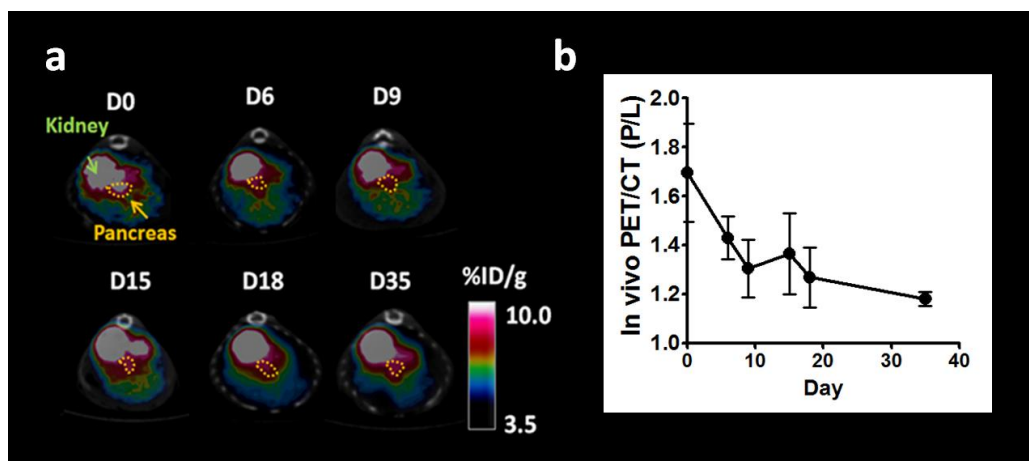 a
D0
D6
D9
Kidney
Pancreas
D15
D18
D35
%ID/g
10.0
3.5
b
In vivo PET/CT (P/L)
2.0
1.8
1.6
1.4
1.2
1.0
0
10
20
30
40
Day